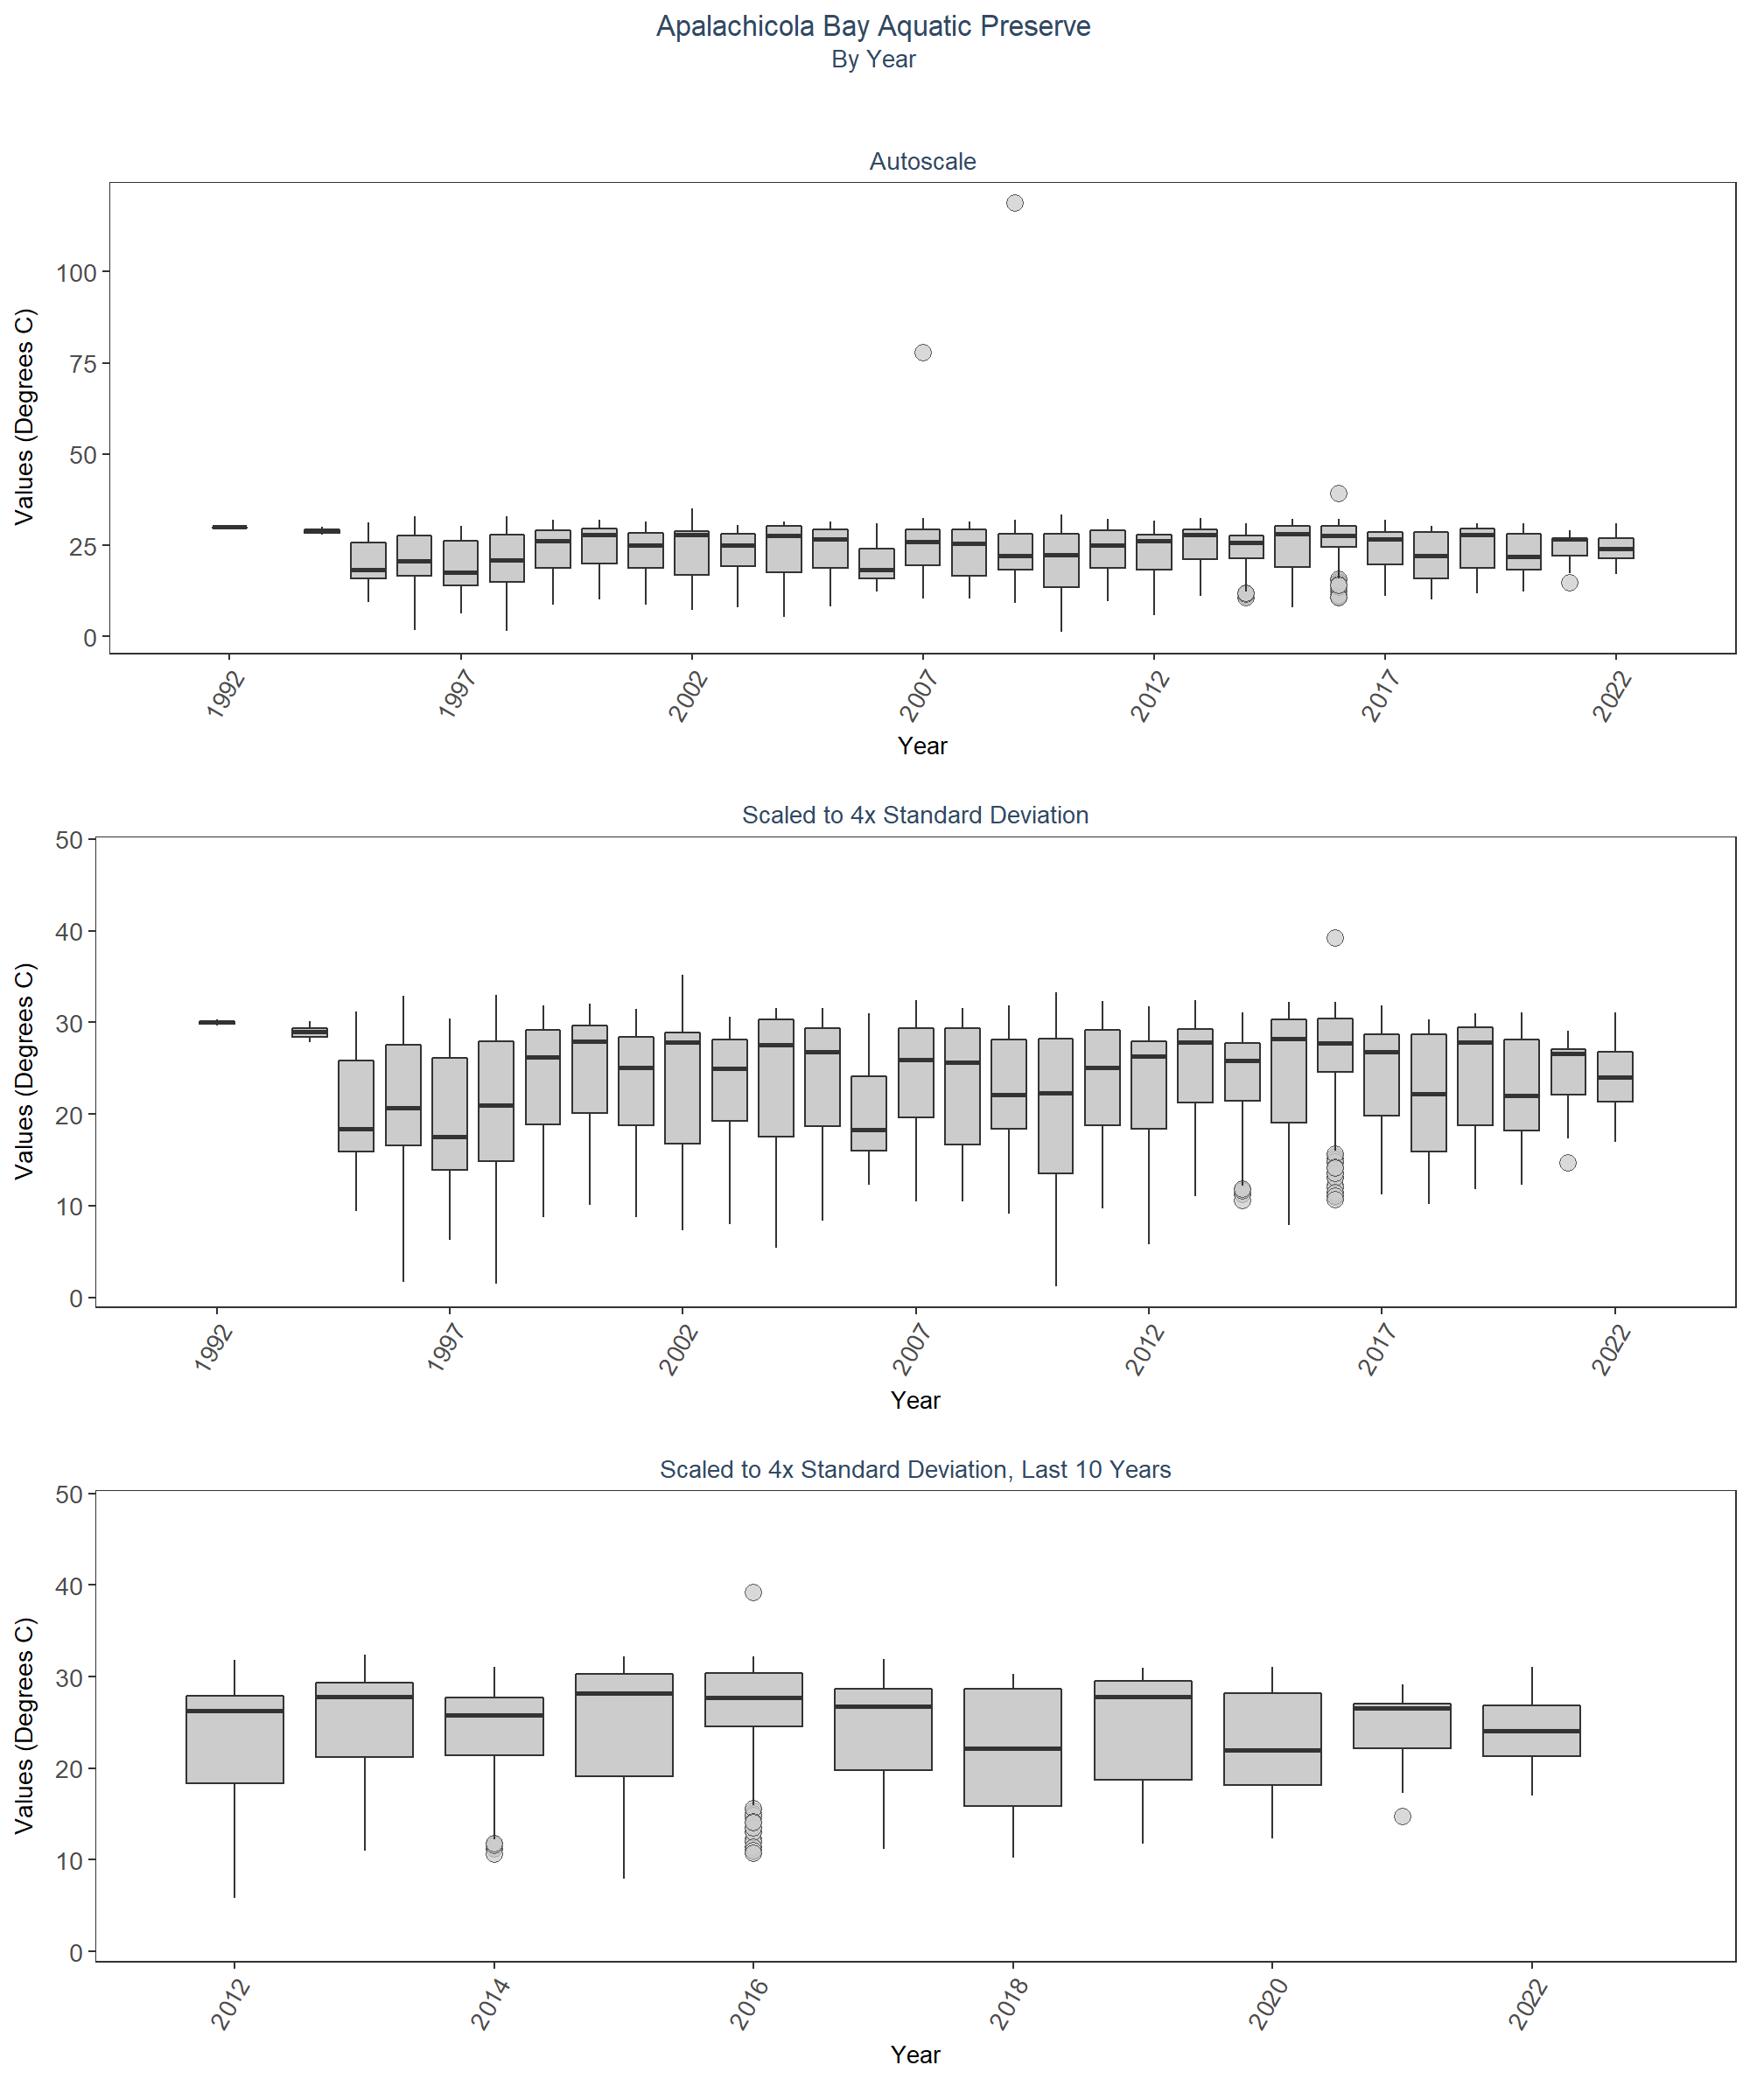 Apalachicola Bay Aquatic Preserve
By Year
Autoscale
Values (Degrees C)
100
75
50
25
0
1992 1997 2002 2007 2012 2017 2022
Year
Scaled to 4x Standard Deviation
Values (Degrees C)
50
40
30
20
10
0
1992 1997 2002 2007 2012 2017 2022
Year
Scaled to 4x Standard Deviation, Last 10 Years
Values (Degrees C)
50
40
30
20
10
0
2012 2014 2016 2018 2020 2022
Year